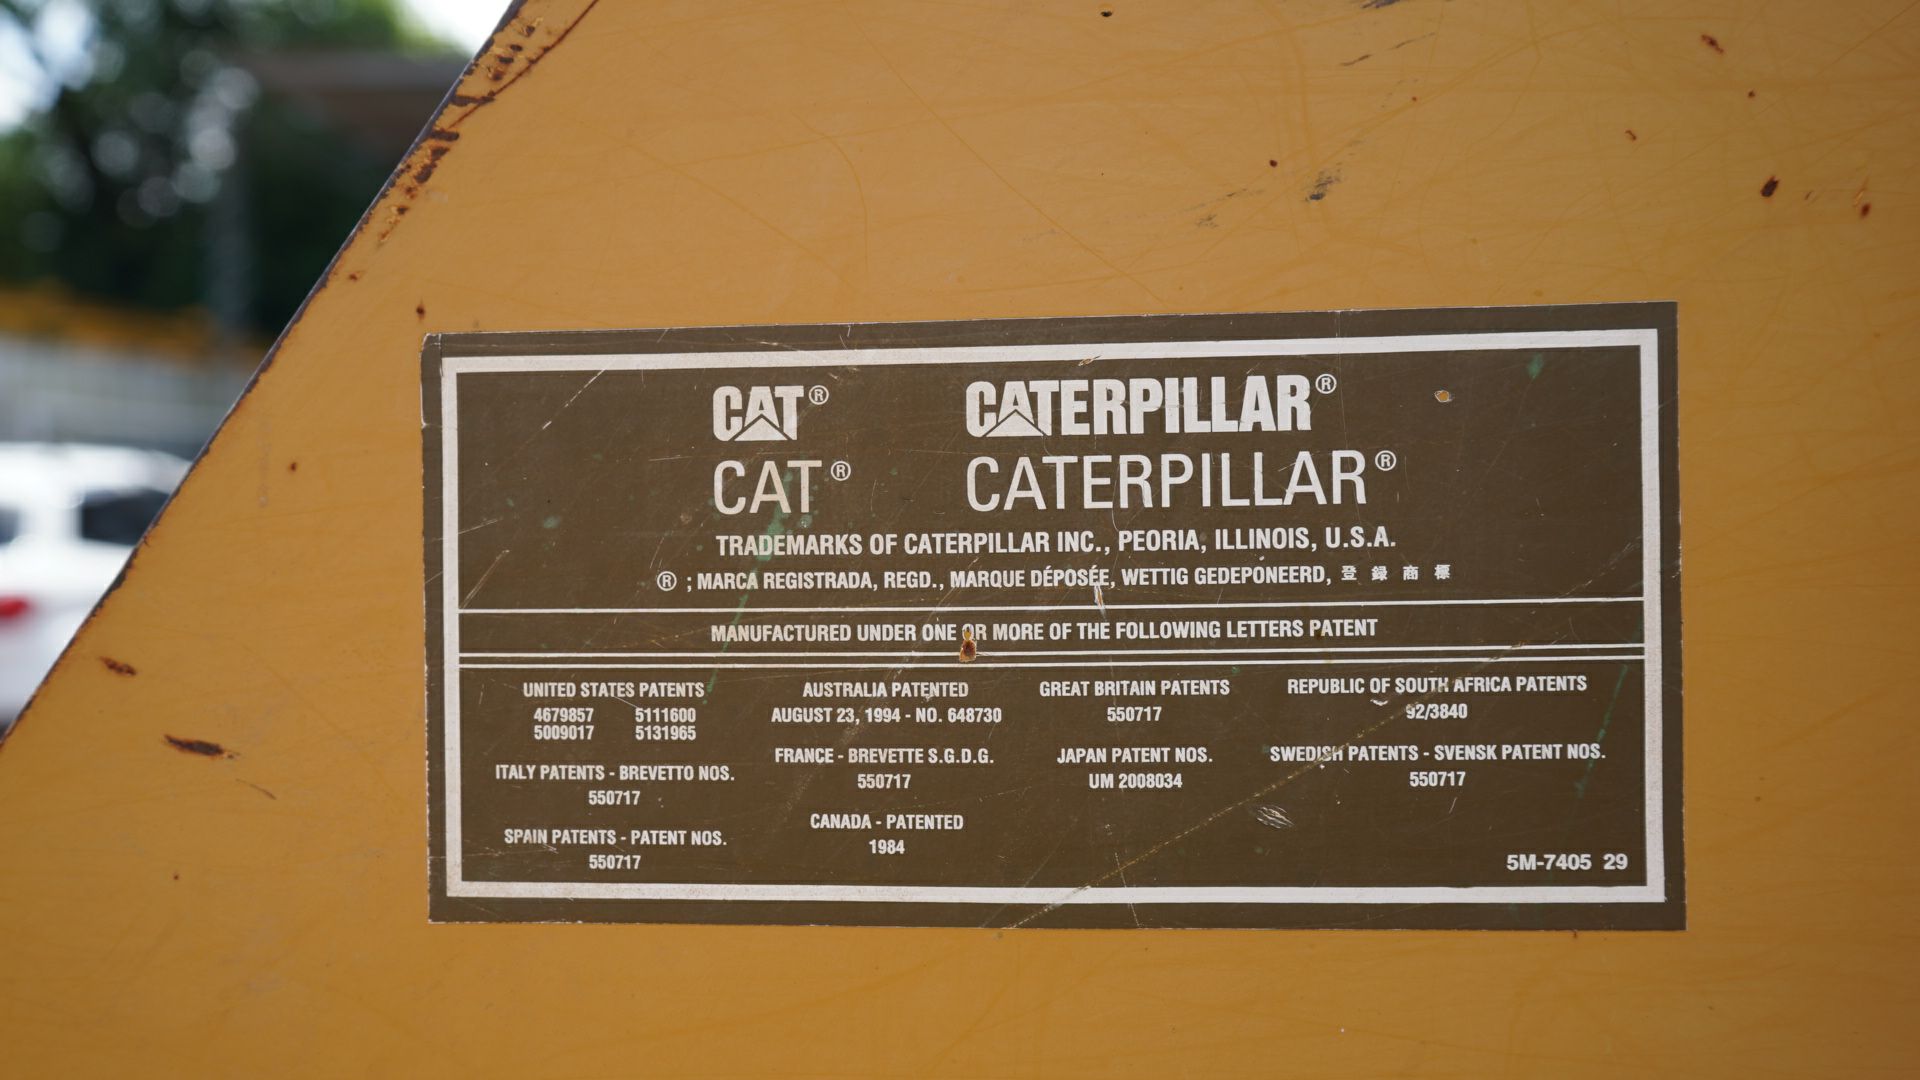 CAT® CATERPILLAR®
CAT® CATERPILLAR®
TRADEMARKS OF CATERPILLAR INC., PEORIA, ILLINOIS, U.S.A.
® ; MARCA REGISTRADA, REGD., MARQUE DÉPOSÉE, WETTIG GEDEPONEERD, 登 録 商 標
MANUFACTURED UNDER ONE OR MORE OF THE FOLLOWING LETTERS PATENT
UNITED STATES PATENTS
4679857 5111600
5009017 5131965
ITALY PATENTS - BREVETTO NOS.
550717
SPAIN PATENTS - PATENT NOS.
550717
AUSTRALIA PATENTED
AUGUST 23, 1994 - NO. 648730
FRANCE - BREVETTE S.G.D.G.
550717
CANADA - PATENTED
1984
GREAT BRITAIN PATENTS
550717
JAPAN PATENT NOS.
UM 2008034
REPUBLIC OF SOUTH AFRICA PATENTS
92/3840
SWEDISH PATENTS - SVENSK PATENT NOS.
550717
5M-7405 29